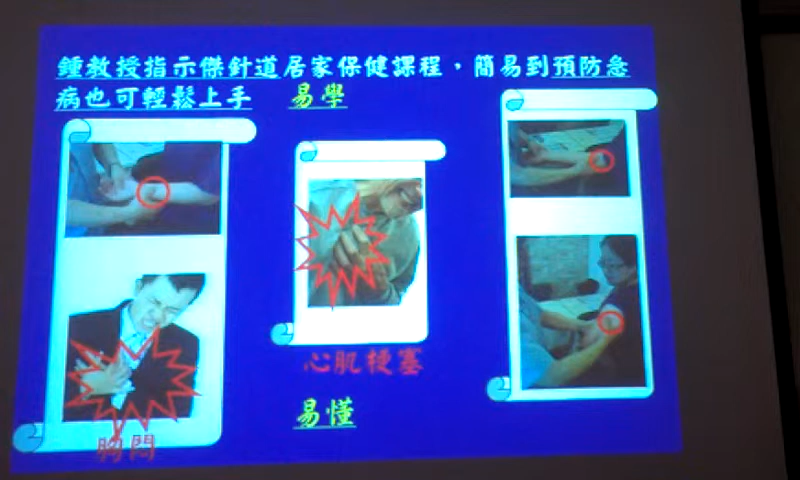 鍾教授指示傑針道居家保健課程，簡易到預防急
病也可輕鬆上手
易學
心肌梗塞
易懂
胸悶